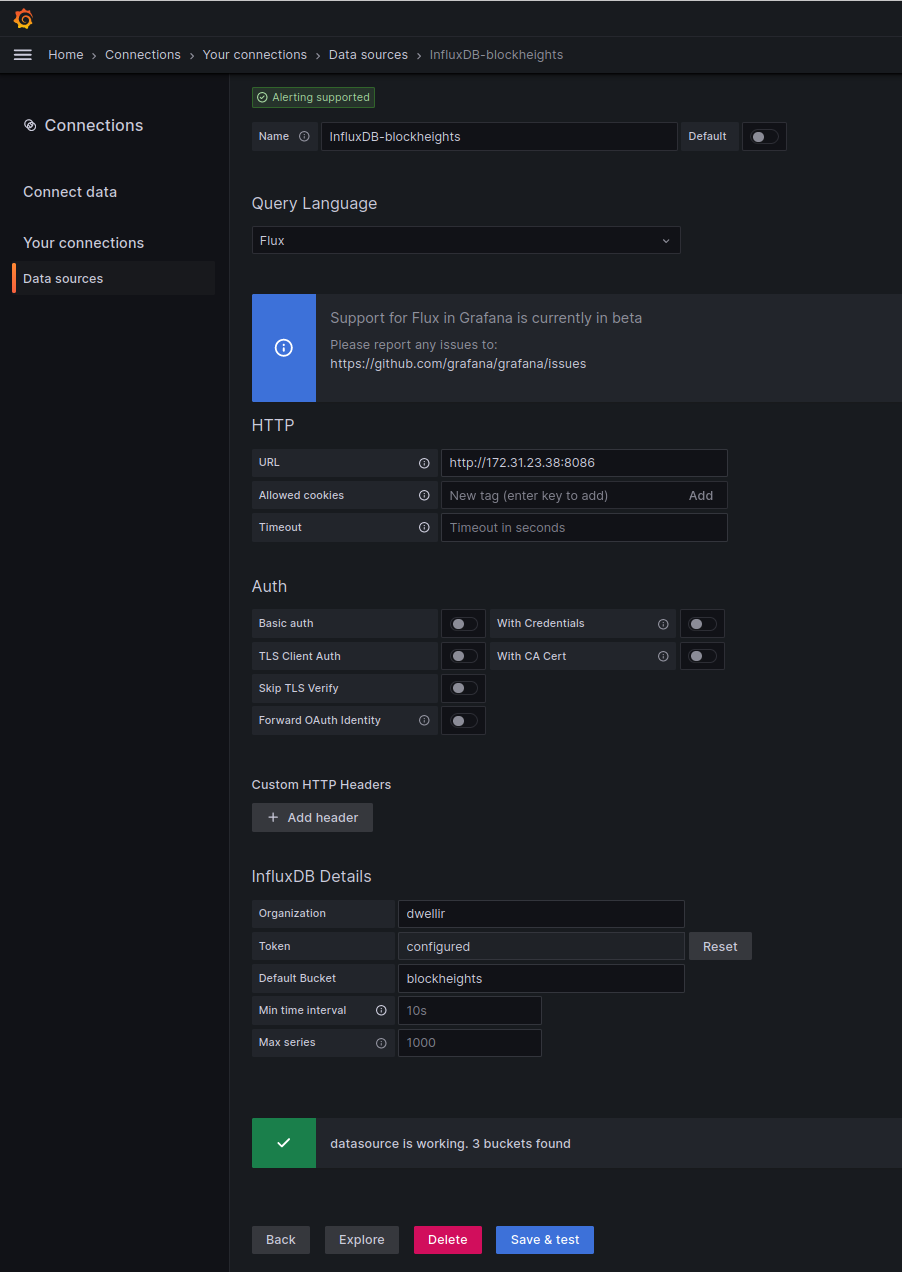 Home › Connections › Your connections › Data sources › InfluxDB-blockheights
Connections
Connect data
Your connections
Data sources
Alerting supported
Name InfluxDB-blockheights Default
Query Language
Flux
Support for Flux in Grafana is currently in beta
Please report any issues to:
https://github.com/grafana/grafana/issues
HTTP
URL http://172.31.23.38:8086
Allowed cookies New tag (enter key to add) Add
Timeout Timeout in seconds
Auth
Basic auth With Credentials
TLS Client Auth With CA Cert
Skip TLS Verify
Forward OAuth Identity
Custom HTTP Headers
+ Add header
InfluxDB Details
Organization dwellir
Token configured Reset
Default Bucket blockheights
Min time interval 10s
Max series 1000
datasource is working. 3 buckets found
Back Explore Delete Save & test